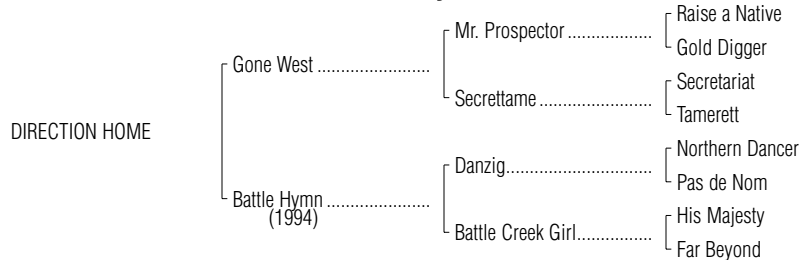 Raise a Native
Mr. Prospector ..................
Gold Digger
Gone West ........................
Secretariat
Secrettame ........................
Tamerett
DIRECTION HOME
Northern Dancer
Danzig...............................
Pas de Nom
Battle Hymn ......................
(1994)
His Majesty
Battle Creek Girl................
Far Beyond